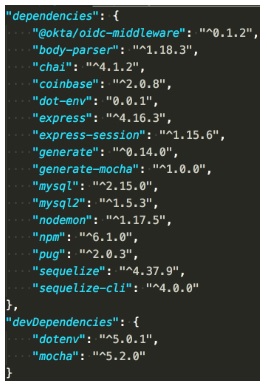 "dependencies": {
"@okta/oidc-middleware": "^0.1.2",
"body-parser": "^1.18.3",
"chai": "^4.1.2",
"coinbase": "^2.0.8",
"dot-env": "0.0.1",
"express": "^4.16.3",
"express-session": "^1.15.6",
"generate": "^0.14.0",
"generate-mocha": "^1.0.0",
"mysql": "^2.15.0",
"mysql2": "^1.5.3",
"nodemon": "^1.17.5",
"npm": "^6.1.0",
"pug": "^2.0.3",
"sequelize": "^4.37.9",
"sequelize-cli": "^4.0.0"
},
"devDependencies": {
"dotenv": "^5.0.1",
"mocha": "^5.2.0"
}